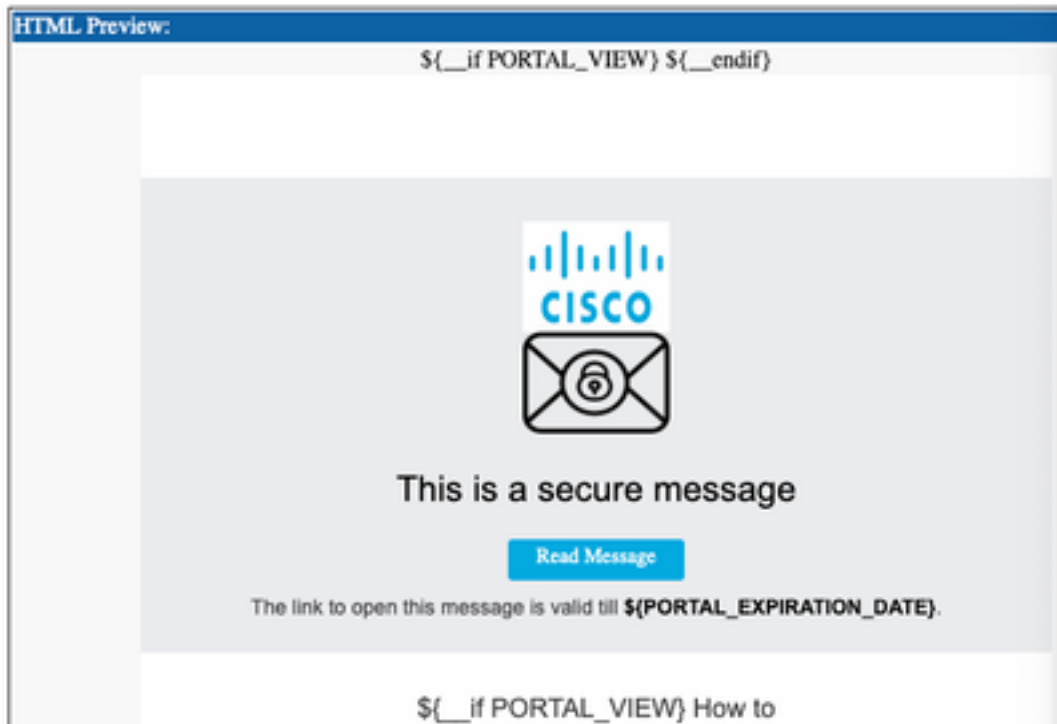 HTML Preview:
${__if PORTAL_VIEW} ${__endif}
CISCO
This is a secure message
Read Message
The link to open this message is valid till ${PORTAL_EXPIRATION_DATE}.
${__if PORTAL_VIEW} How to